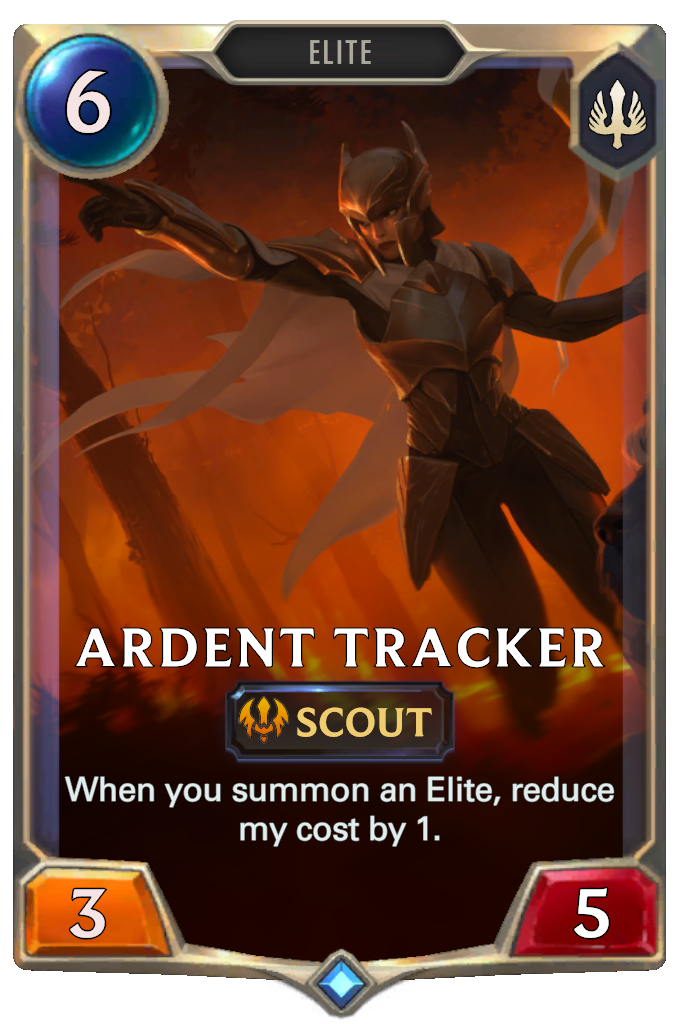 ELITE
6
ARDENT TRACKER
SCOUT
When you summon an Elite, reduce
my cost by 1.
3
5